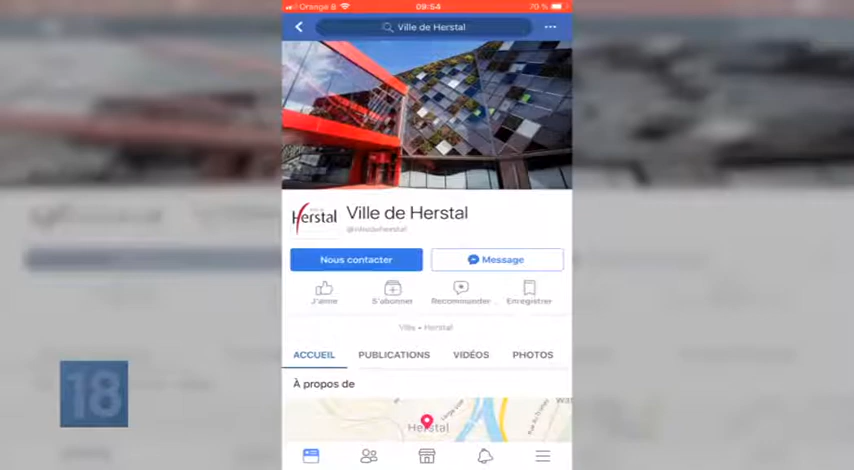 Orange B 09:54 70 %
Ville de Herstal
Herstal
Ville de Herstal
Nous contacter
Message
J'aime S'abonner Recommander Enregistrer
Ville • Herstal
ACCUEIL PUBLICATIONS VIDÉOS PHOTOS
À propos de
Herstal
18